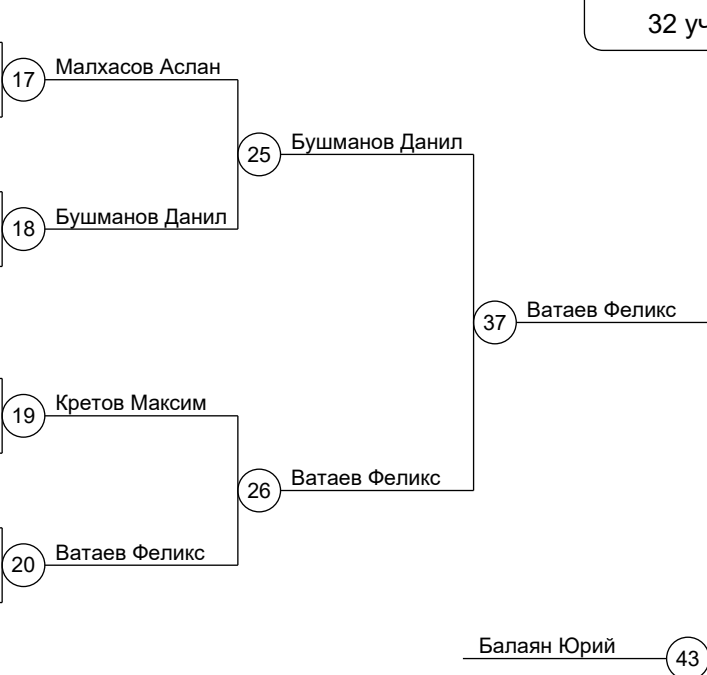 32 уч
17 Малхасов Аслан
25 Бушманов Данил
18 Бушманов Данил
37 Ватаев Феликс
19 Кретов Максим
26 Ватаев Феликс
20 Ватаев Феликс
Балаян Юрий 43